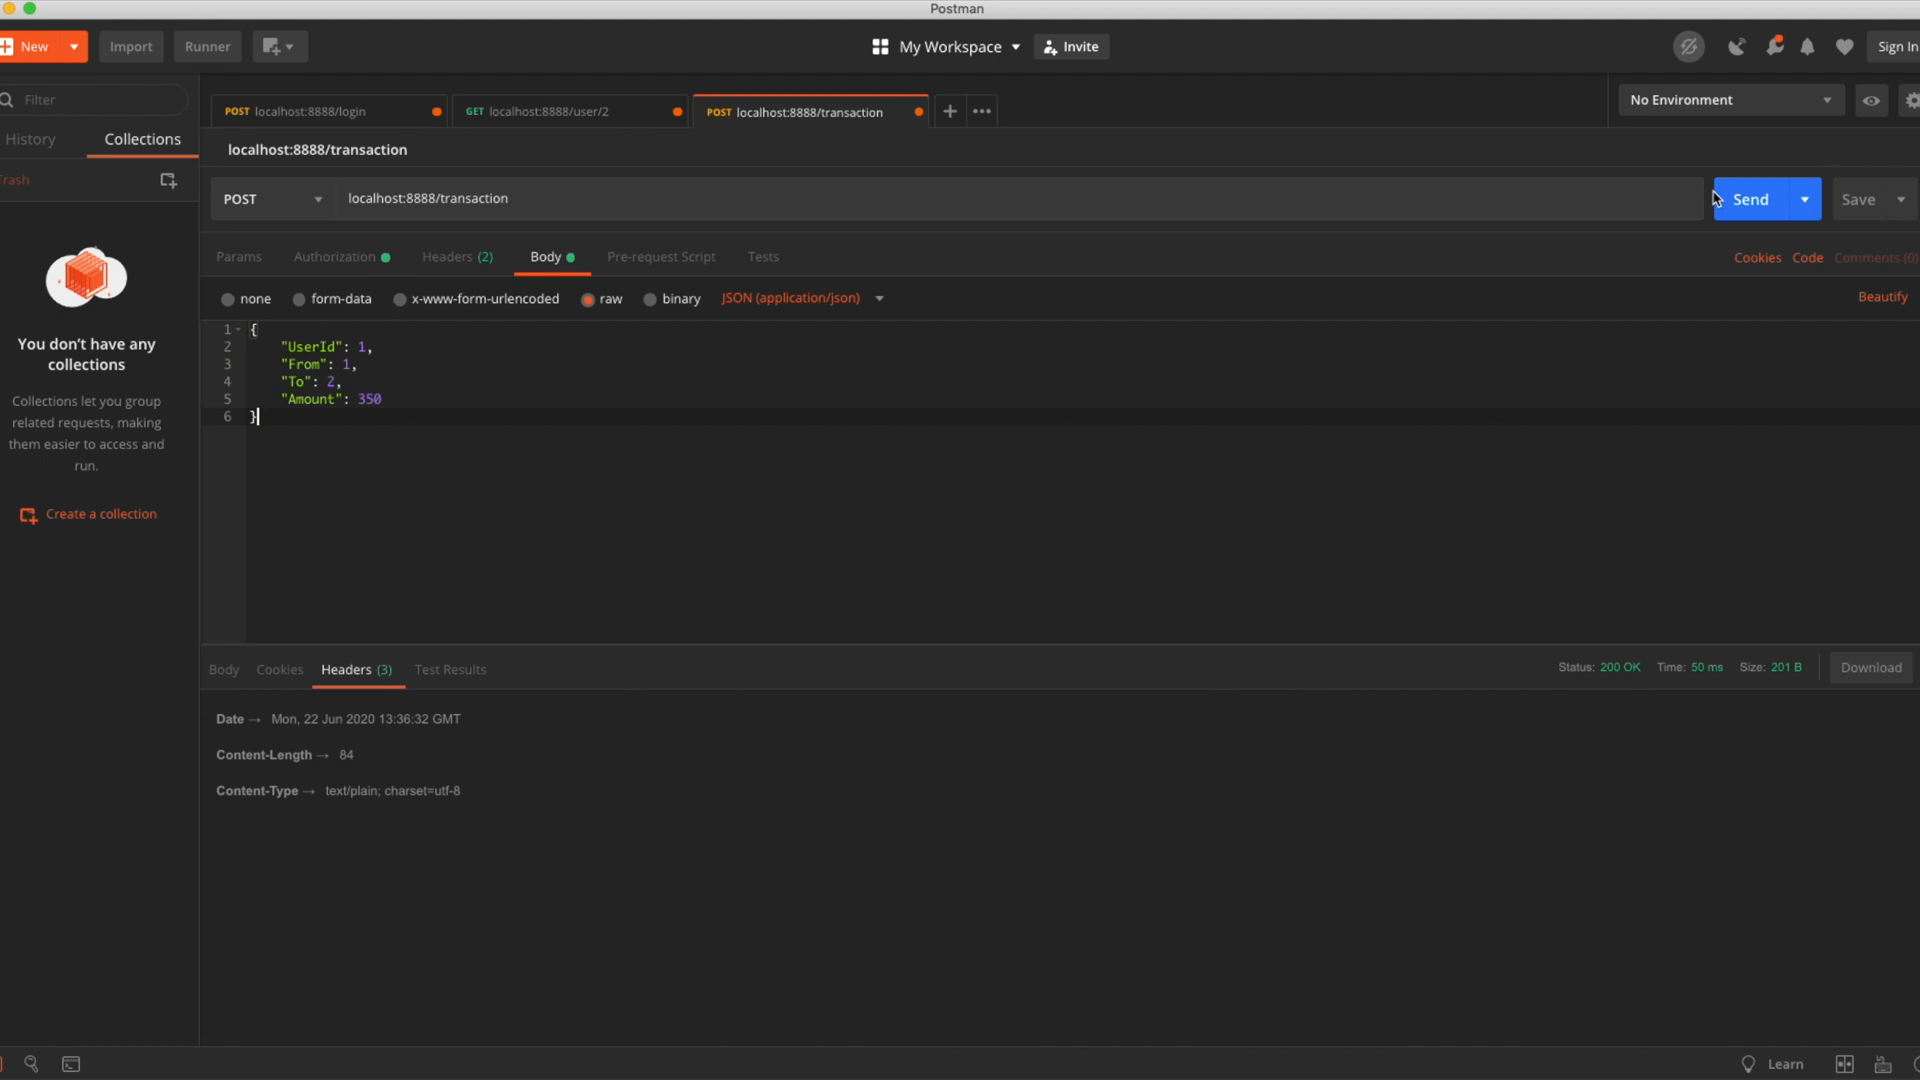 Postman
New
Import
Runner
My Workspace
Invite
Sign In
Filter
History
Collections
Trash
You don't have any
collections
Collections let you group
related requests, making
them easier to access and
run.
Create a collection
POST localhost:8888/login
GET localhost:8888/user/2
POST localhost:8888/transaction
No Environment
localhost:8888/transaction
POST
localhost:8888/transaction
Send
Save
Params
Authorization
Headers (2)
Body
Pre-request Script
Tests
Cookies
Code
Comments (0)
none
form-data
x-www-form-urlencoded
raw
binary
JSON (application/json)
Beautify
1 {
2 "UserId": 1,
3 "From": 1,
4 "To": 2,
5 "Amount": 350
6 }
Body
Cookies
Headers (3)
Test Results
Status: 200 OK
Time: 50 ms
Size: 201 B
Download
Date → Mon, 22 Jun 2020 13:36:32 GMT
Content-Length → 84
Content-Type → text/plain; charset=utf-8
Learn